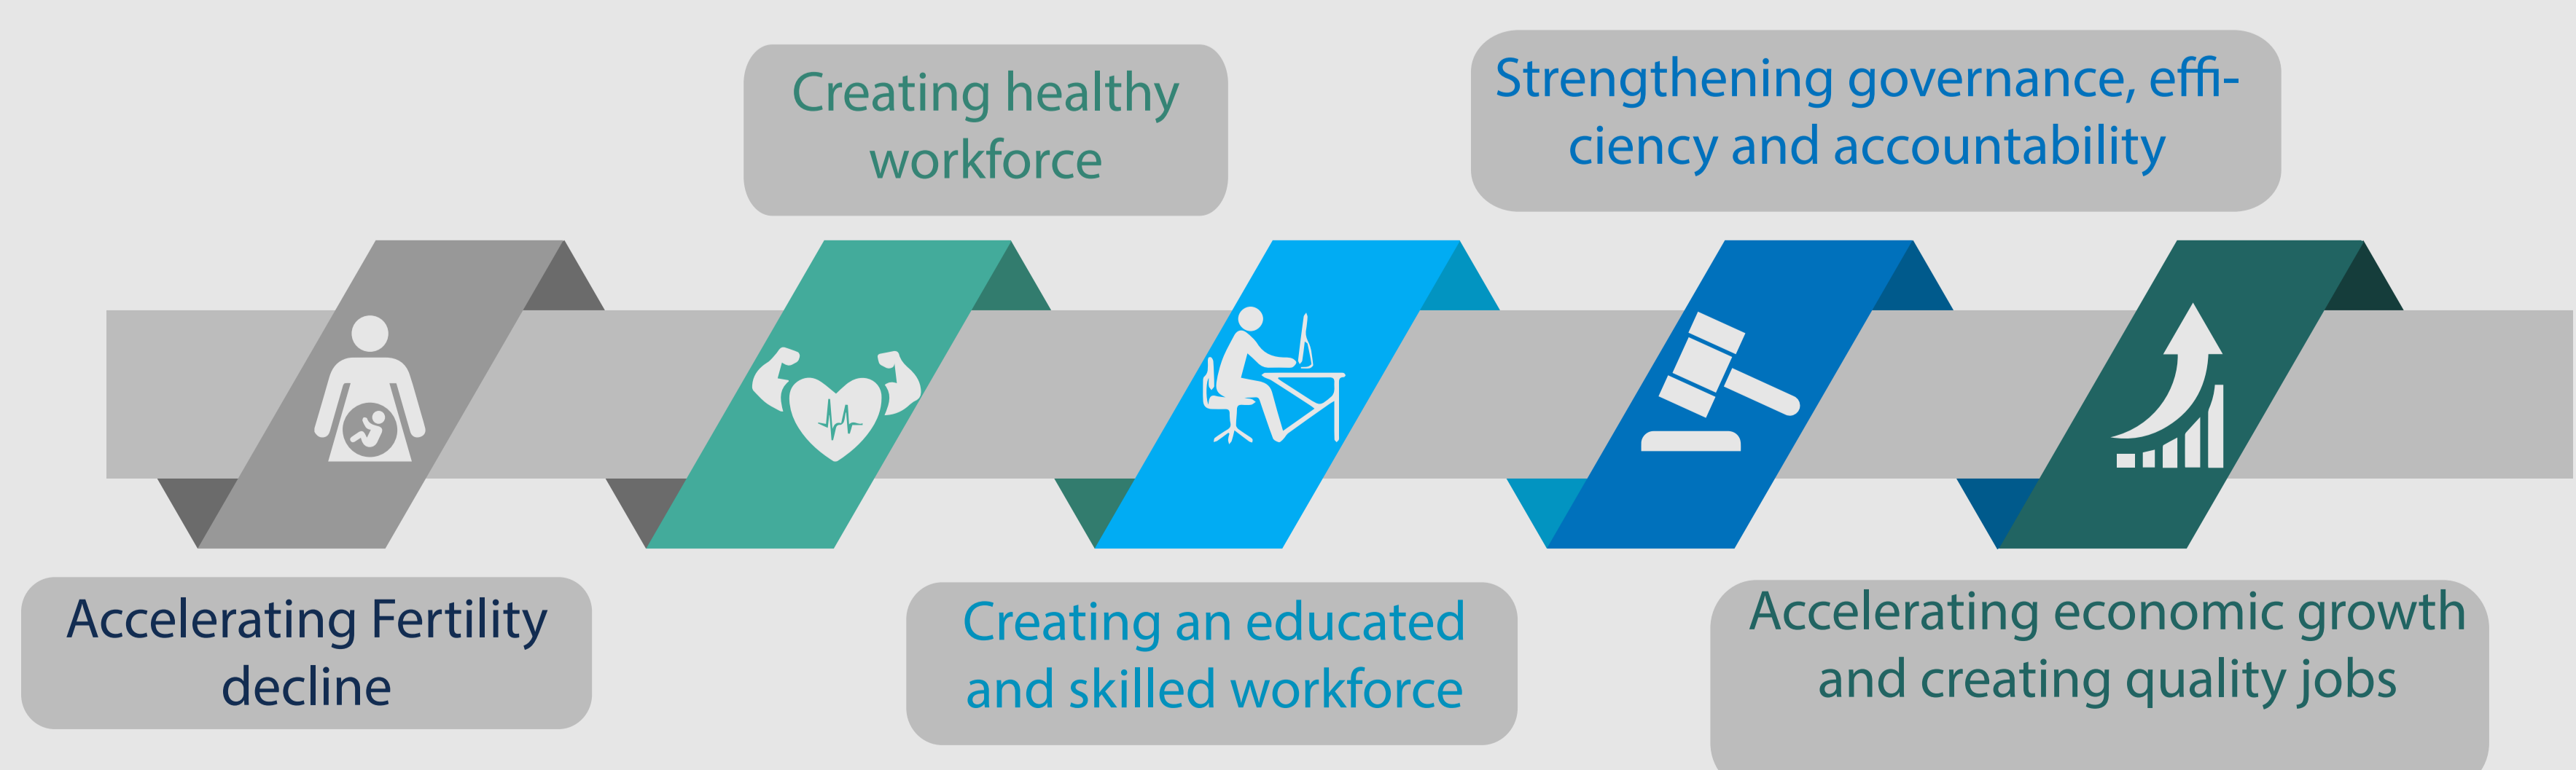 Accelerating Fertility
decline
Creating healthy
workforce
Creating an educated
and skilled workforce
Strengthening governance, effi-
ciency and accountability
Accelerating economic growth
and creating quality jobs